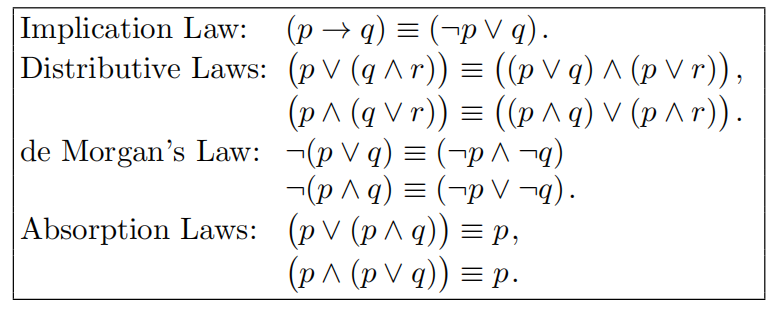 Implication Law: (p → q) ≡ (¬p ∨ q).
Distributive Laws: (p ∨ (q ∧ r)) ≡ ((p ∨ q) ∧ (p ∨ r)),
(p ∧ (q ∨ r)) ≡ ((p ∧ q) ∨ (p ∧ r)).
de Morgan's Law: ¬(p ∨ q) ≡ (¬p ∧ ¬q)
¬(p ∧ q) ≡ (¬p ∨ ¬q).
Absorption Laws: (p ∨ (p ∧ q)) ≡ p,
(p ∧ (p ∨ q)) ≡ p.